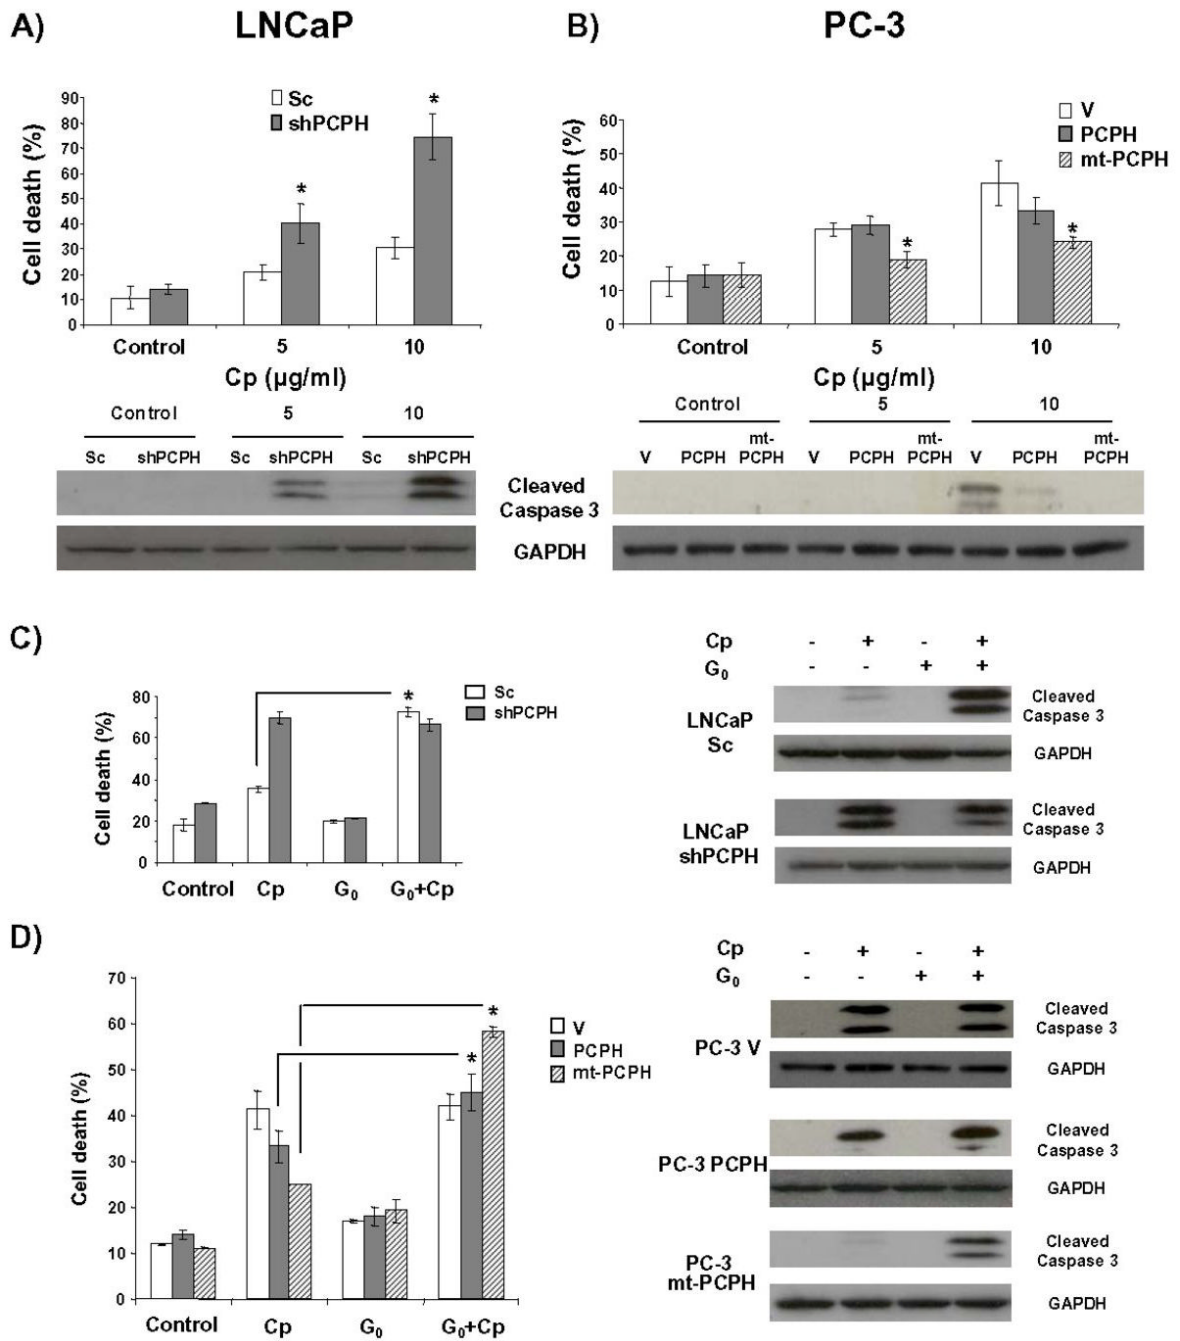 A) LNCaP
B) PC-3
Cell death (%)
90
80
70
60
50
40
30
20
10
0
Sc
shPCPH
*
*
Control 5 10
Cp (µg/ml)
Cell death (%)
60
50
40
30
20
10
0
V
PCPH
mt-PCPH
*
*
Control 5 10
Cp (µg/ml)
Control 5 10
Sc shPCPH Sc shPCPH Sc shPCPH
Control 5 10
V PCPH mt-PCPH V PCPH mt-PCPH V PCPH mt-PCPH
Cleaved
Caspase 3
GAPDH
C)
Cell death (%)
80
60
40
20
0
*
Sc
shPCPH
Control Cp G₀ G₀+Cp
Cp - + - +
G₀ - - + +
LNCaP
Sc
Cleaved
Caspase 3
GAPDH
LNCaP
shPCPH
Cleaved
Caspase 3
GAPDH
D)
Cell death (%)
70
60
50
40
30
20
10
0
*
*
V
PCPH
mt-PCPH
Control Cp G₀ G₀+Cp
Cp - + - +
G₀ - - + +
PC-3 V
Cleaved
Caspase 3
GAPDH
PC-3 PCPH
Cleaved
Caspase 3
GAPDH
PC-3
mt-PCPH
Cleaved
Caspase 3
GAPDH